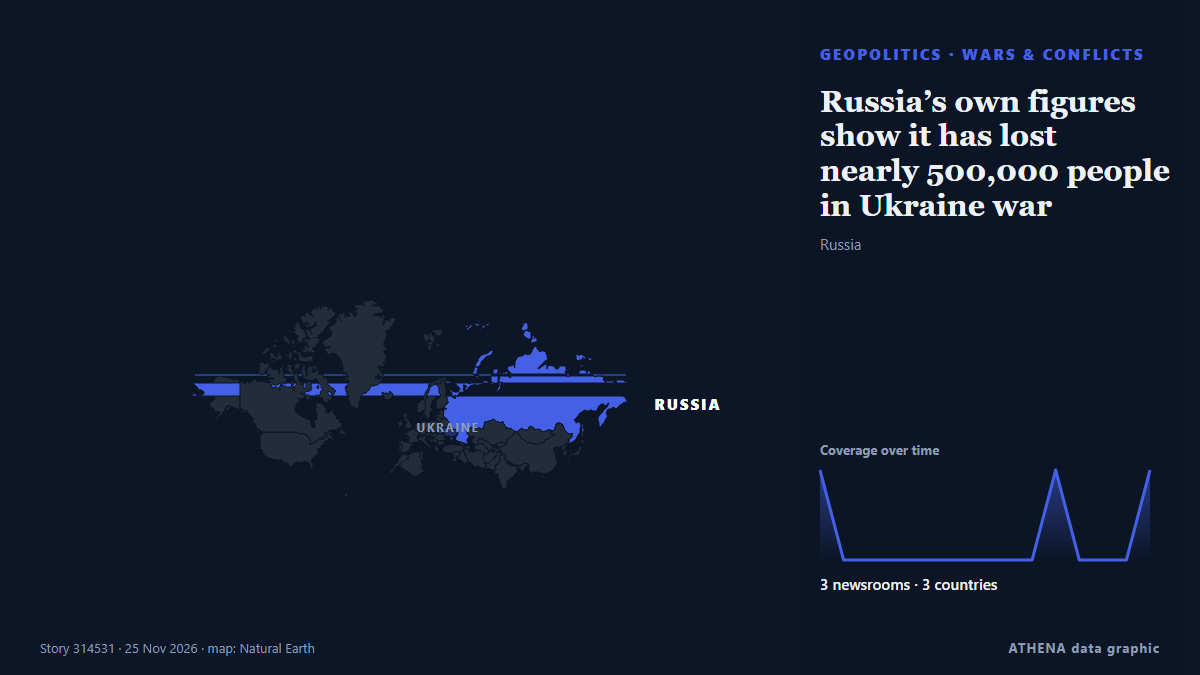 GEOPOLITICS · WARS & CONFLICTS
Russia’s own figures
show it has lost
nearly 500,000 people
in Ukraine war
Russia
RUSSIA
UKRAINE
Coverage over time
3 newsrooms · 3 countries
Story 314531 · 25 Nov 2026 · map: Natural Earth
ATHENA data graphic